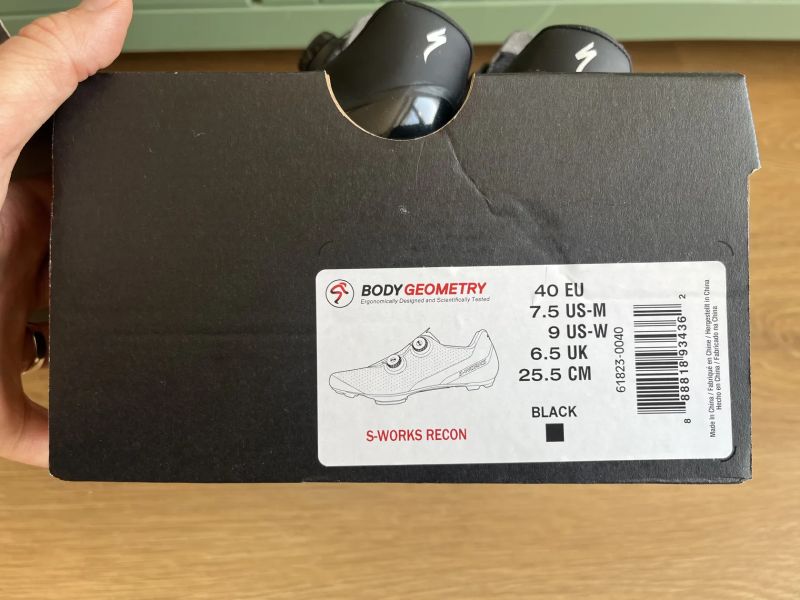 BODY GEOMETRY
Ergonomically Designed and Scientifically Tested
S-WORKS RECON
40 EU
7.5 US-M
9 US-W
6.5 UK
25.5 CM
BLACK
61823-0040
8 88818 93436 2
Made in China / Fabriqué en Chine / Hergestellt in China
Hecho en China / Fabricado na China